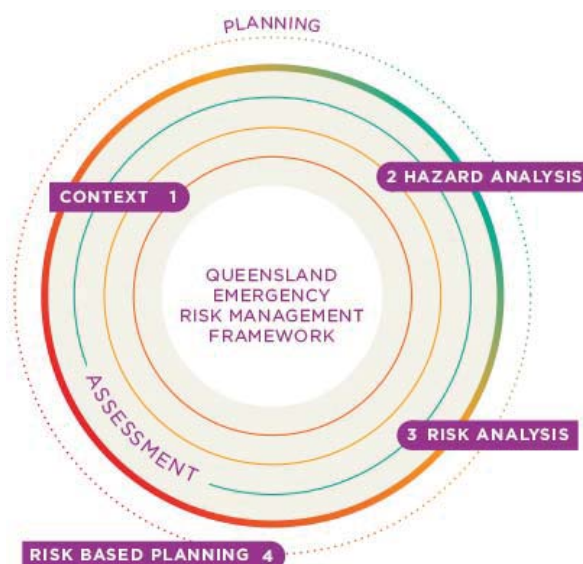 PLANNING
CONTEXT 1
2 HAZARD ANALYSIS
QUEENSLAND
EMERGENCY
RISK MANAGEMENT
FRAMEWORK
ASSESSMENT
3 RISK ANALYSIS
RISK BASED PLANNING 4